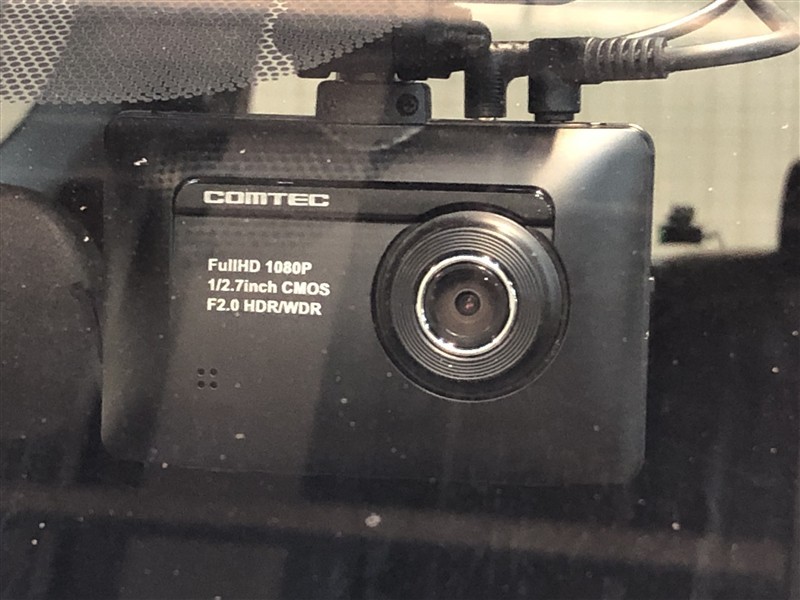 COMTEC
FullHD 1080P
1/2.7inch CMOS
F2.0 HDR/WDR